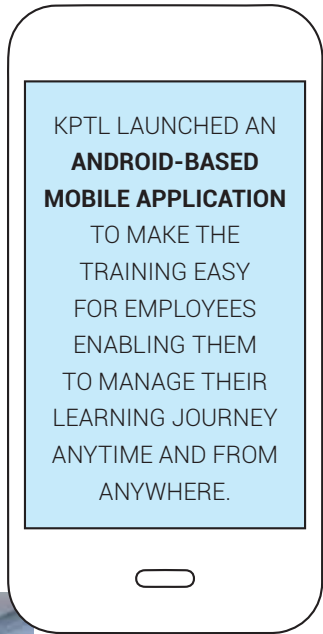 KPTL LAUNCHED AN
ANDROID-BASED
MOBILE APPLICATION
TO MAKE THE
TRAINING EASY
FOR EMPLOYEES
ENABLING THEM
TO MANAGE THEIR
LEARNING JOURNEY
ANYTIME AND FROM
ANYWHERE.